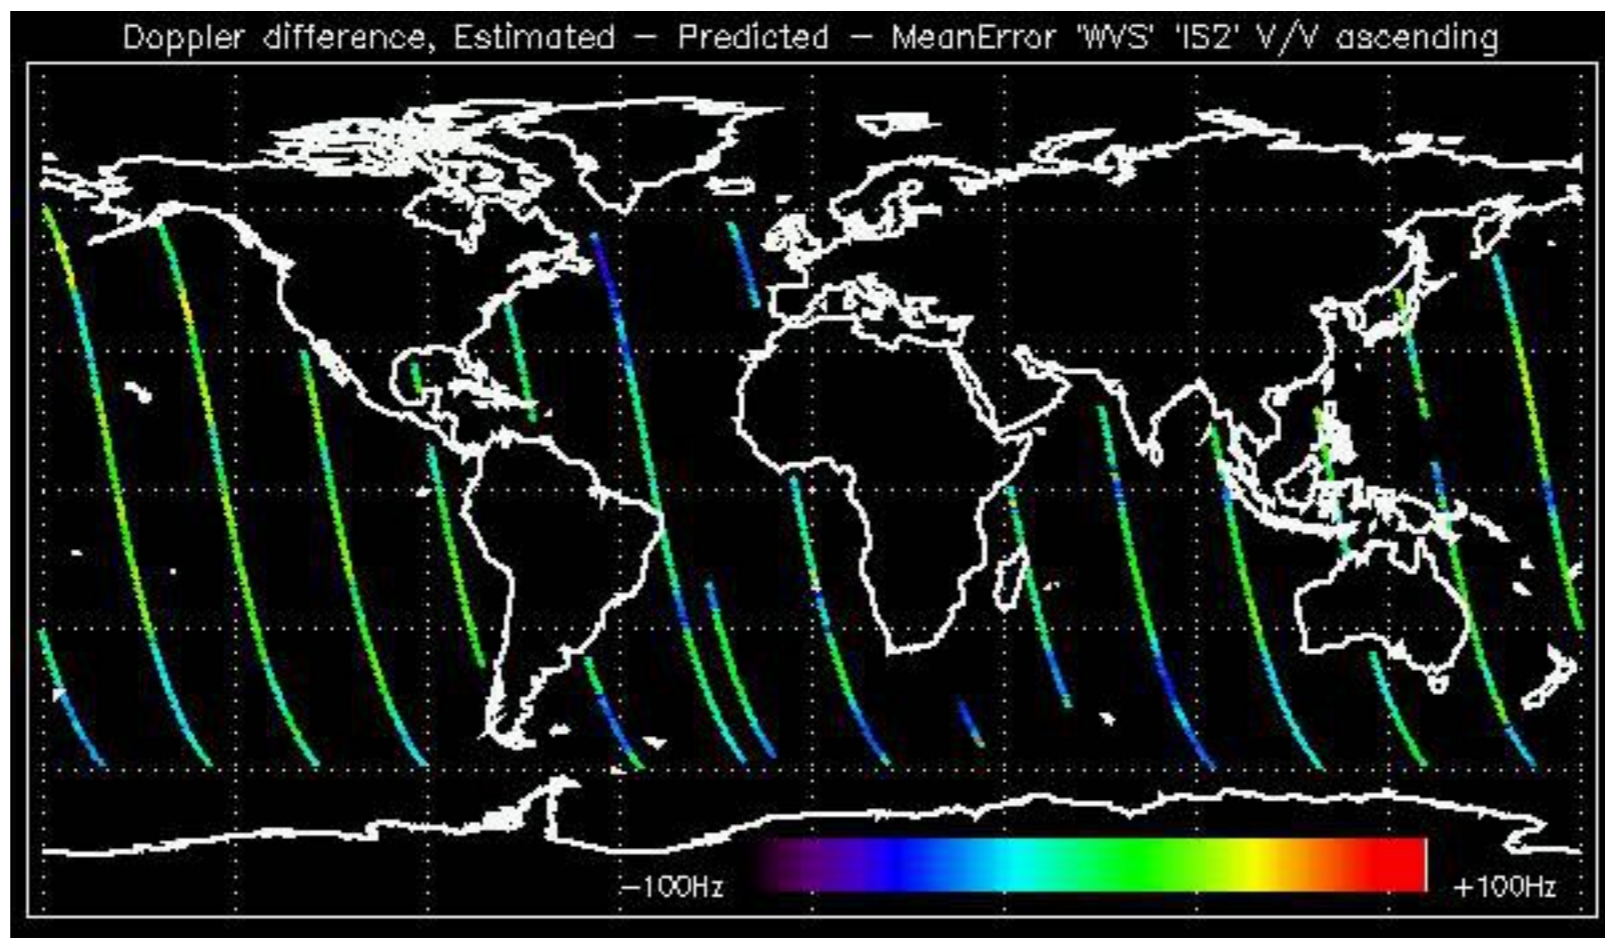 Doppler difference, Estimated – Predicted – MeanError 'WVS' 'IS2' V/V ascending
–100Hz +100Hz